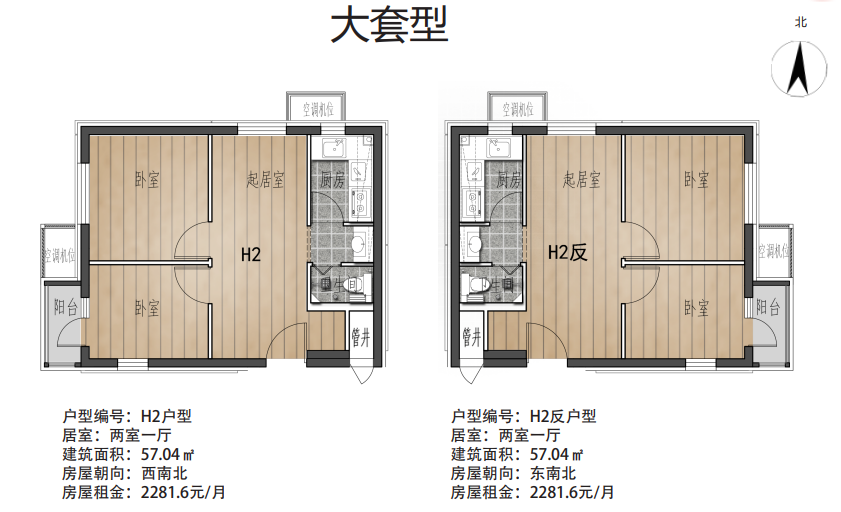 大套型
北
空调机位
空调机位
卧室
起居室
厨房
厨房
起居室
卧室
H2
H2反
空调机位
空调机位
卫生间
卫生间
阳台
卧室
卧室
阳台
管井
管井
户型编号：H2户型
居室：两室一厅
建筑面积：57.04㎡
房屋朝向：西南北
房屋租金：2281.6元/月
户型编号：H2反户型
居室：两室一厅
建筑面积：57.04㎡
房屋朝向：东南北
房屋租金：2281.6元/月